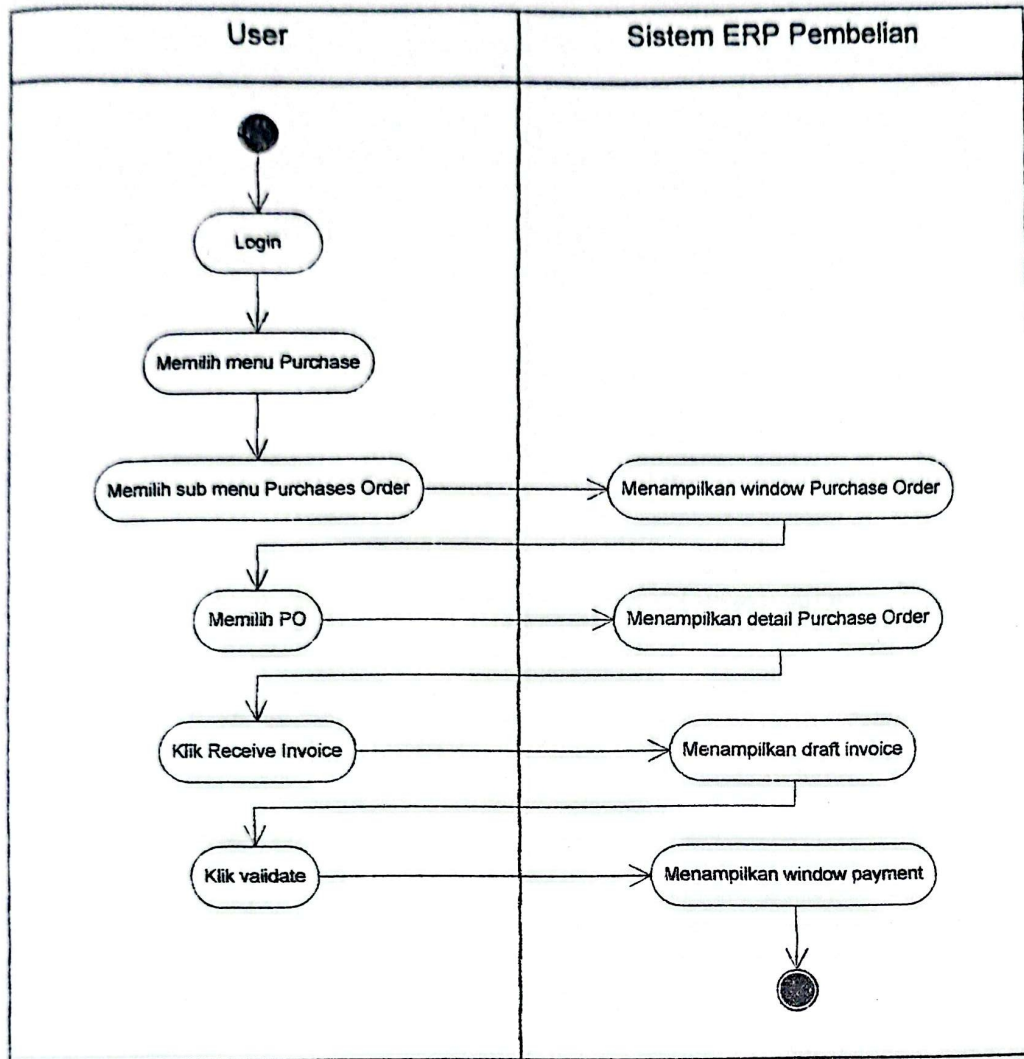 User
Sistem ERP Pembelian
Login
Memilih menu Purchase
Memilih sub menu Purchases Order
Menampilkan window Purchase Order
Memilih PO
Menampilkan detail Purchase Order
Klik Receive Invoice
Menampilkan draft invoice
Klik validate
Menampilkan window payment